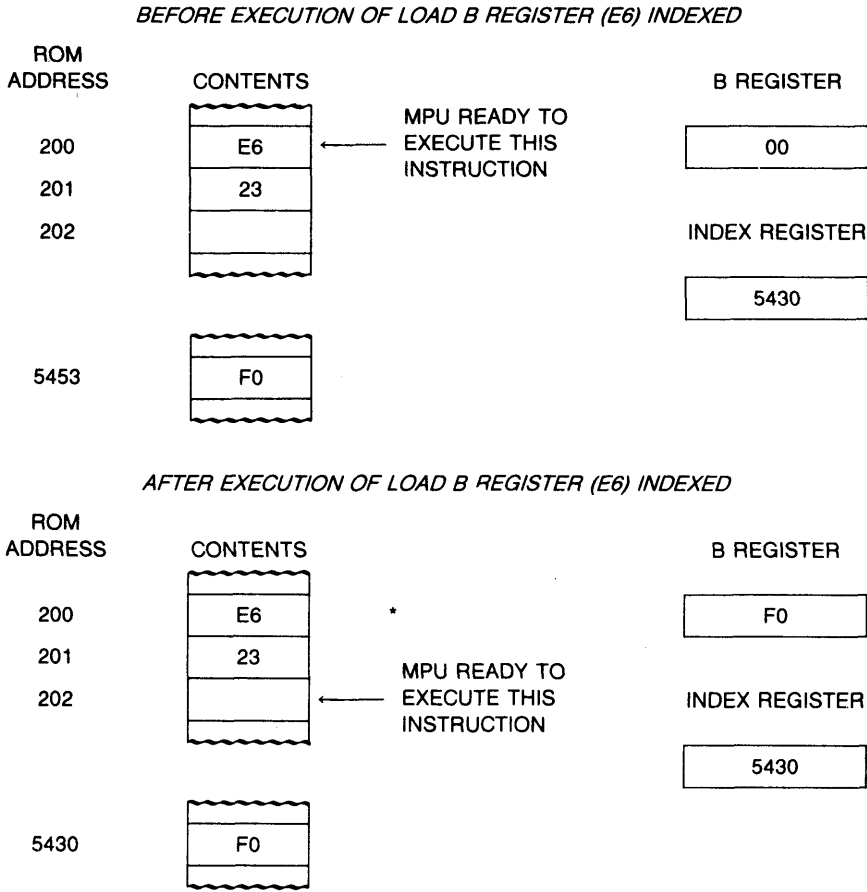 BEFORE EXECUTION OF LOAD B REGISTER (E6) INDEXED
ROM
ADDRESS
CONTENTS
B REGISTER
200
E6
MPU READY TO
EXECUTE THIS
INSTRUCTION
00
201
23
202
INDEX REGISTER
5430
5453
F0
AFTER EXECUTION OF LOAD B REGISTER (E6) INDEXED
ROM
ADDRESS
CONTENTS
B REGISTER
200
E6
*
F0
201
23
202
MPU READY TO
EXECUTE THIS
INSTRUCTION
INDEX REGISTER
5430
5430
F0